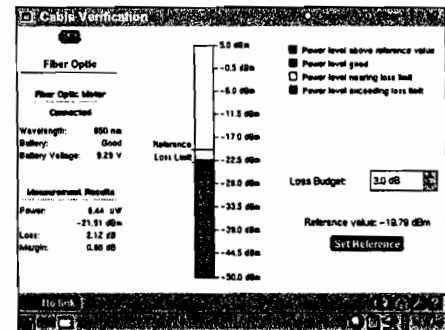 Cable Verification
Fiber Optic
Fiber Optic Meter
Connected
Wavelength: 850 nm
Battery: Good
Battery Voltage: 9.29 V
Measurement Results
Power: 6.44 uW
-21.91 dBm
Loss: 2.12 dB
Margin: 0.88 dB
5.0 dBm
-0.5 dBm
-6.0 dBm
-11.5 dBm
-17.0 dBm
Reference
Loss Limit
-22.5 dBm
-28.0 dBm
-33.5 dBm
-39.0 dBm
-44.5 dBm
-50.0 dBm
Power level above reference value
Power level good
Power level nearing loss limit
Power level exceeding loss limit
Loss Budget: 3.0 dB
Reference value: -19.79 dBm
Set Reference
No link